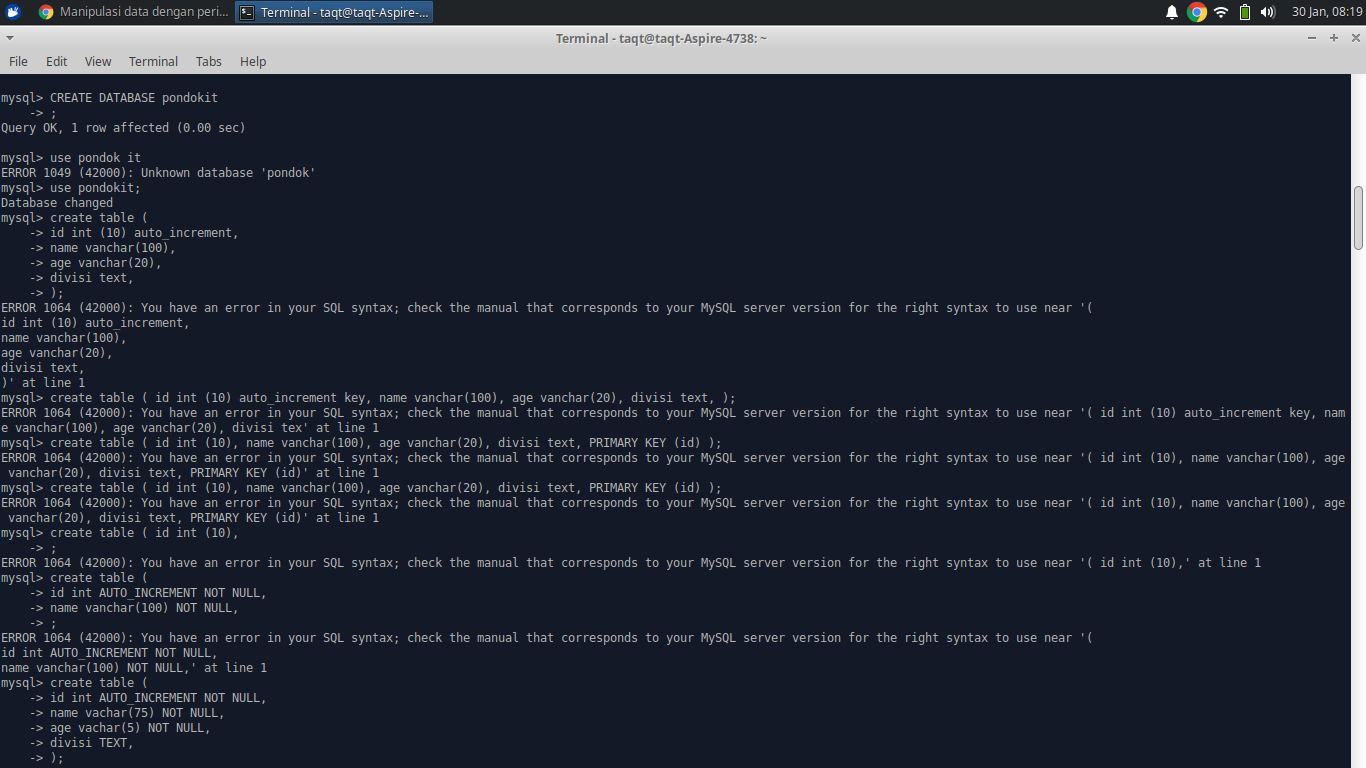 Manipulasi data dengan peri...
Terminal - taqt@taqt-Aspire-...
30 Jan, 08:19
Terminal - taqt@taqt-Aspire-4738: ~
File Edit View Terminal Tabs Help
mysql> CREATE DATABASE pondokit
    -> ;
Query OK, 1 row affected (0.00 sec)
mysql> use pondok it
ERROR 1049 (42000): Unknown database 'pondok'
mysql> use pondokit;
Database changed
mysql> create table (
    -> id int (10) auto_increment,
    -> name vanchar(100),
    -> age vanchar(20),
    -> divisi text,
    -> );
ERROR 1064 (42000): You have an error in your SQL syntax; check the manual that corresponds to your MySQL server version for the right syntax to use near '(
id int (10) auto_increment,
name vanchar(100),
age vanchar(20),
divisi text,
)' at line 1
mysql> create table ( id int (10) auto_increment key, name vanchar(100), age vanchar(20), divisi text, );
ERROR 1064 (42000): You have an error in your SQL syntax; check the manual that corresponds to your MySQL server version for the right syntax to use near '( id int (10) auto_increment key, nam
e vanchar(100), age vanchar(20), divisi tex' at line 1
mysql> create table ( id int (10), name vanchar(100), age vanchar(20), divisi text, PRIMARY KEY (id) );
ERROR 1064 (42000): You have an error in your SQL syntax; check the manual that corresponds to your MySQL server version for the right syntax to use near '( id int (10), name vanchar(100), age
 vanchar(20), divisi text, PRIMARY KEY (id)' at line 1
mysql> create table ( id int (10), name vanchar(100), age vanchar(20), divisi text, PRIMARY KEY (id) );
ERROR 1064 (42000): You have an error in your SQL syntax; check the manual that corresponds to your MySQL server version for the right syntax to use near '( id int (10), name vanchar(100), age
 vanchar(20), divisi text, PRIMARY KEY (id)' at line 1
mysql> create table ( id int (10),
    -> ;
ERROR 1064 (42000): You have an error in your SQL syntax; check the manual that corresponds to your MySQL server version for the right syntax to use near '( id int (10),' at line 1
mysql> create table (
    -> id int AUTO_INCREMENT NOT NULL,
    -> name vanchar(100) NOT NULL,
    -> ;
ERROR 1064 (42000): You have an error in your SQL syntax; check the manual that corresponds to your MySQL server version for the right syntax to use near '(
id int AUTO_INCREMENT NOT NULL,
name vanchar(100) NOT NULL,' at line 1
mysql> create table (
    -> id int AUTO_INCREMENT NOT NULL,
    -> name vachar(75) NOT NULL,
    -> age vachar(5) NOT NULL,
    -> divisi TEXT,
    -> );